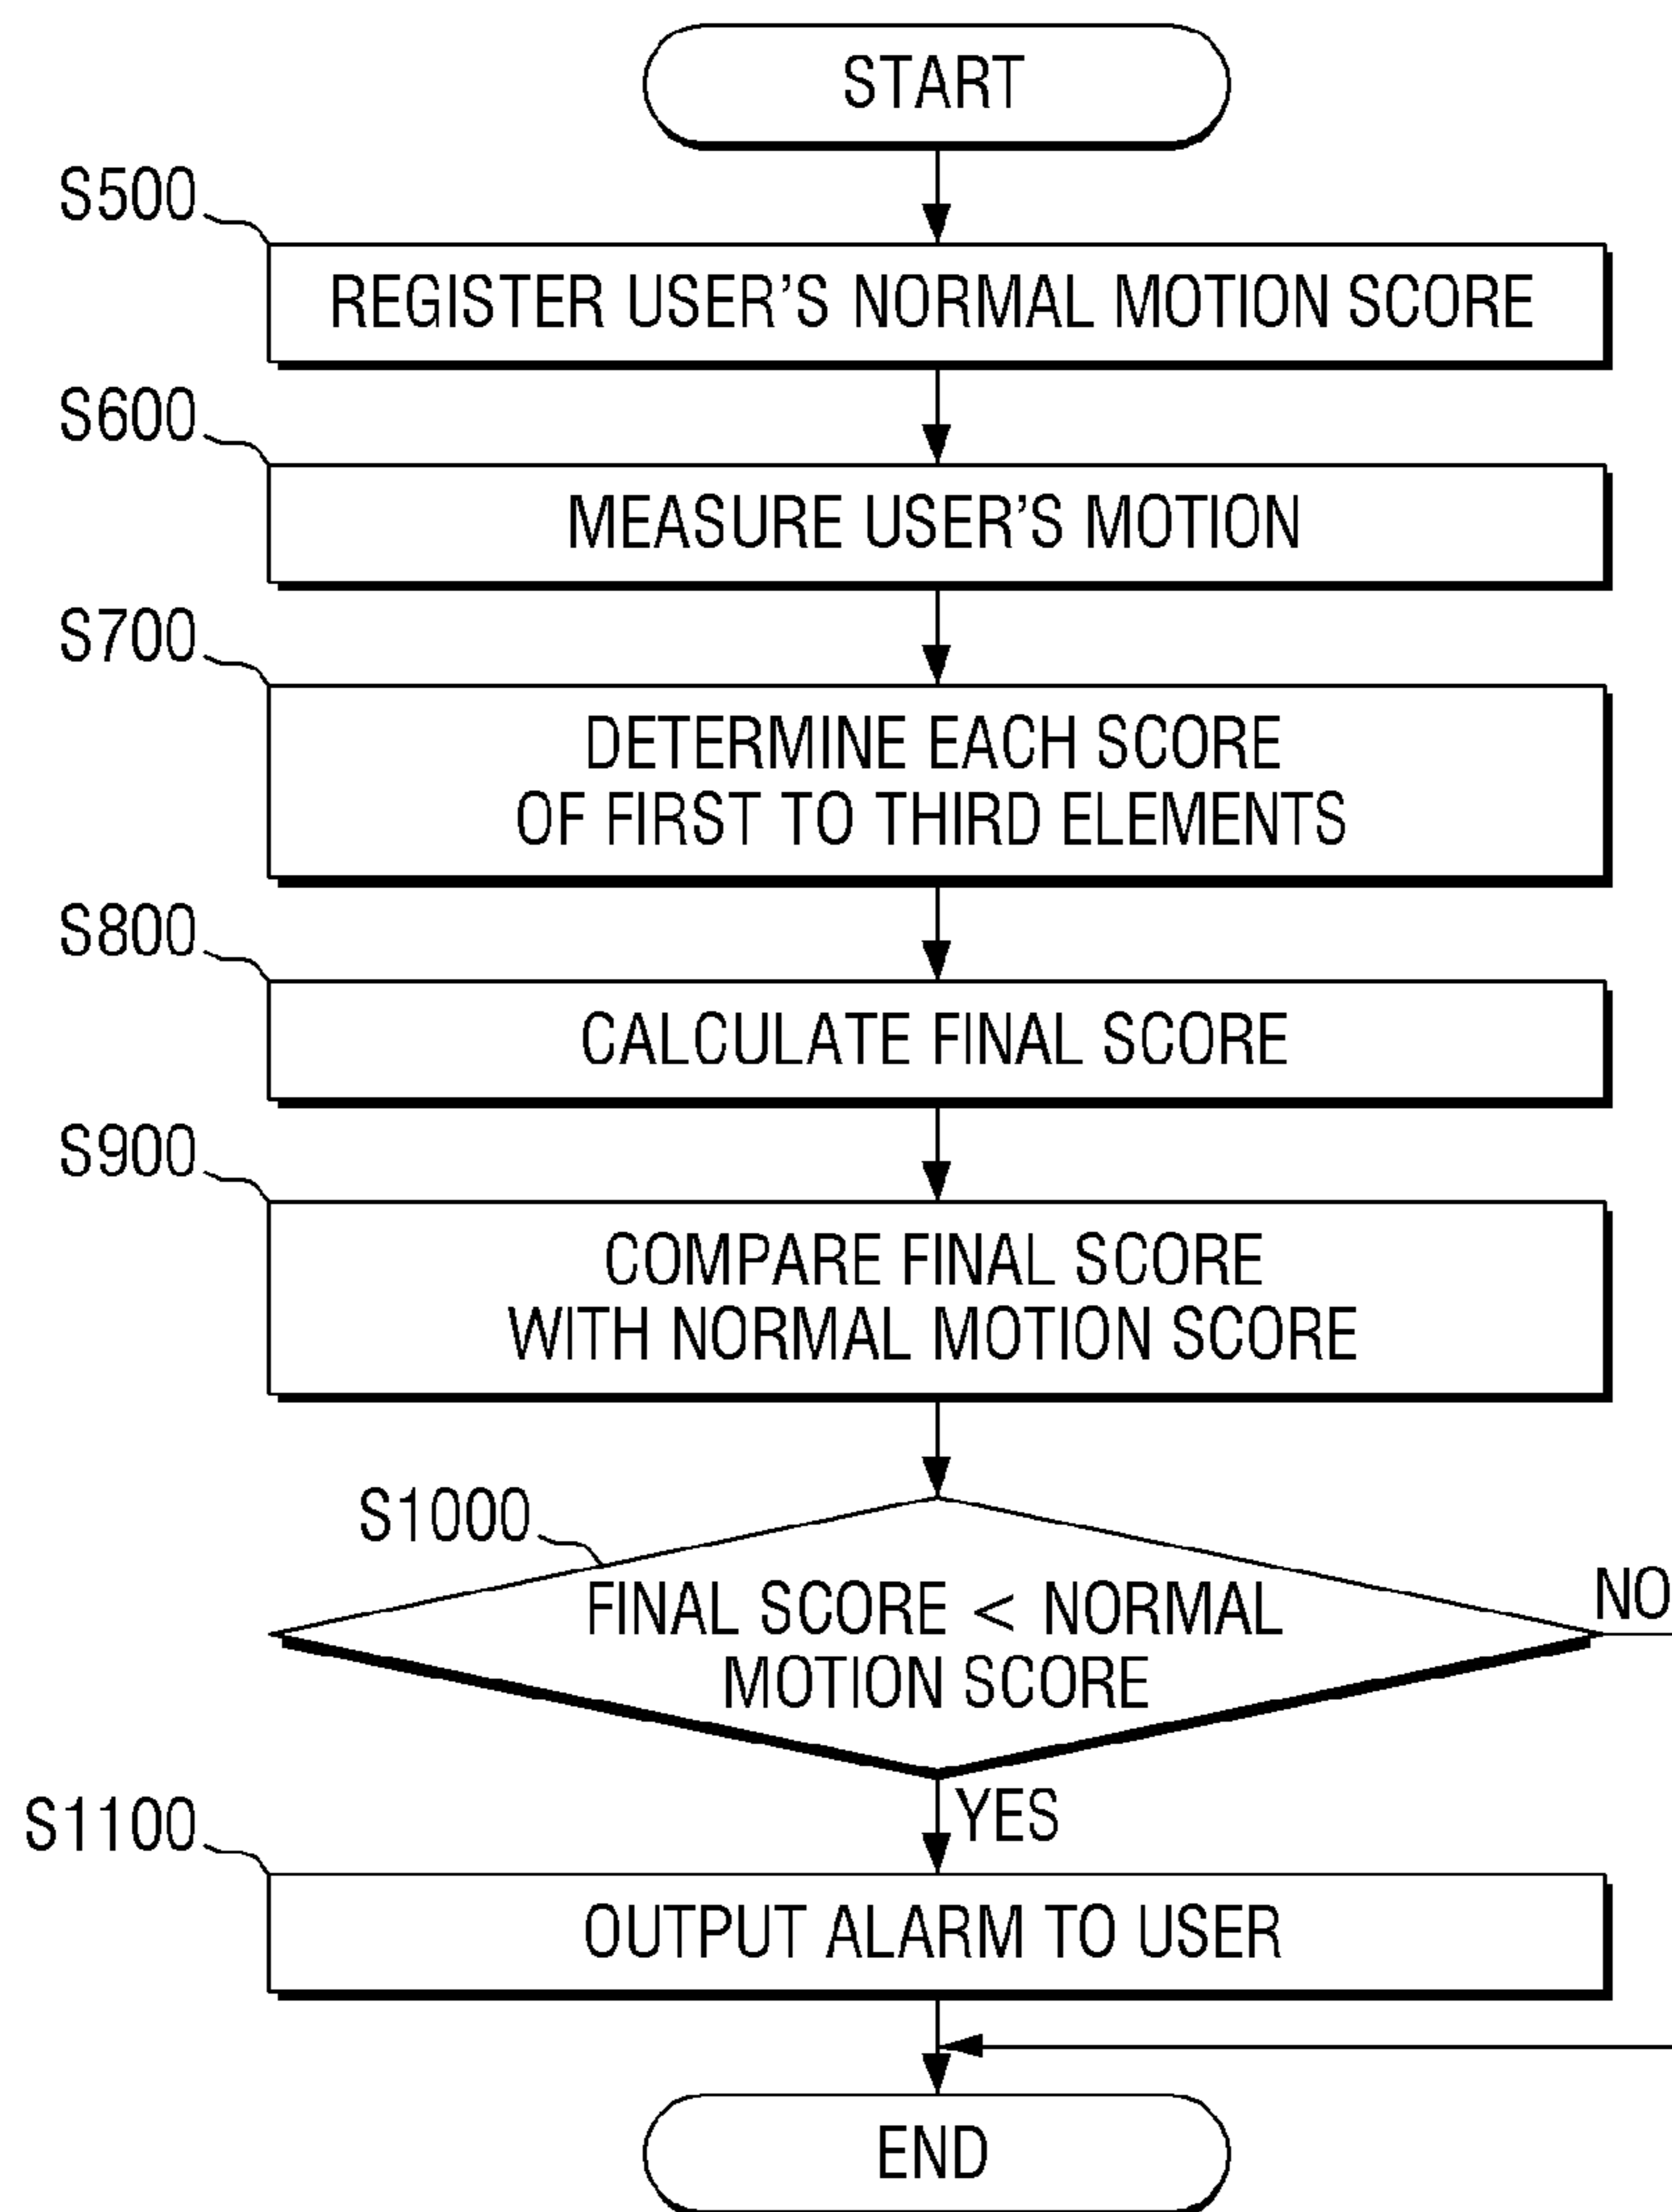 START
S500
REGISTER USER'S NORMAL MOTION SCORE
S600
MEASURE USER'S MOTION
S700
DETERMINE EACH SCORE
OF FIRST TO THIRD ELEMENTS
S800
CALCULATE FINAL SCORE
S900
COMPARE FINAL SCORE
WITH NORMAL MOTION SCORE
S1000
FINAL SCORE < NORMAL
MOTION SCORE
NO
YES
S1100
OUTPUT ALARM TO USER
END